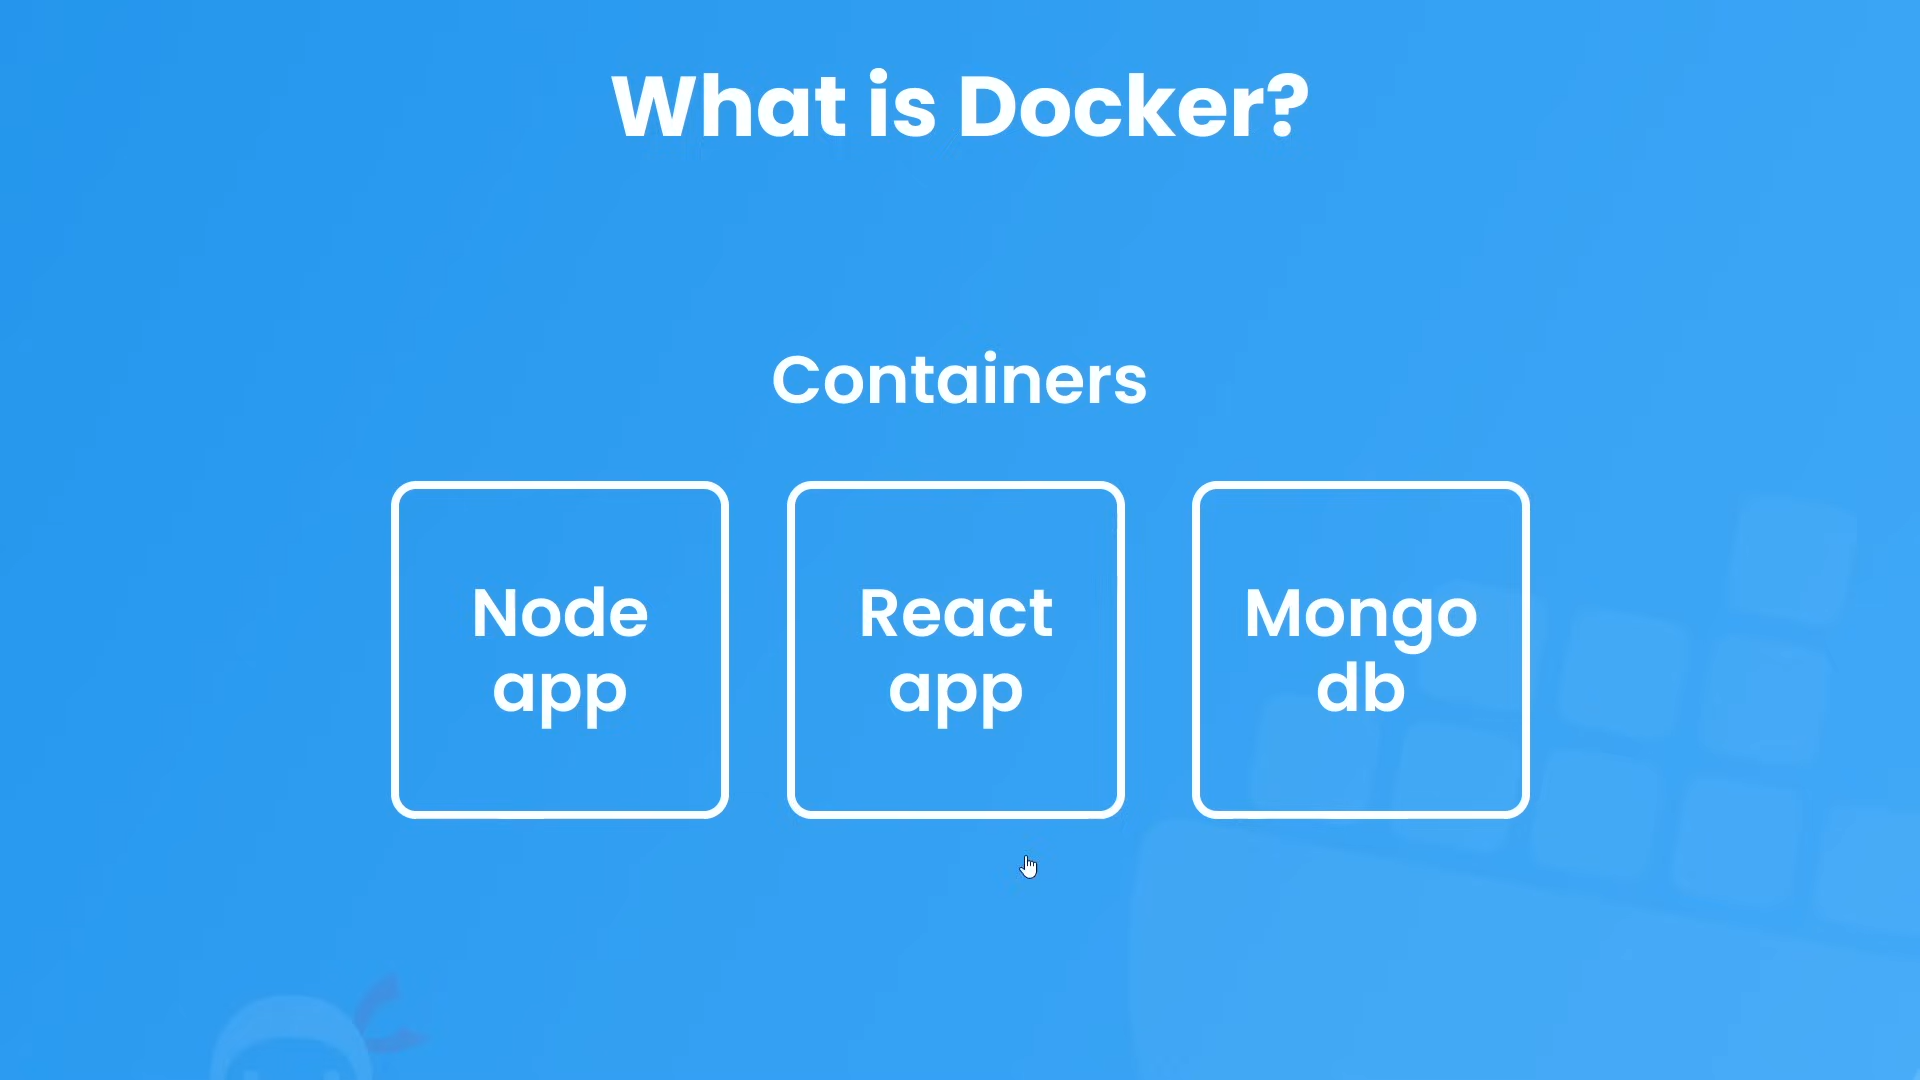 What is Docker?
Containers
Node
app
React
app
Mongo
db